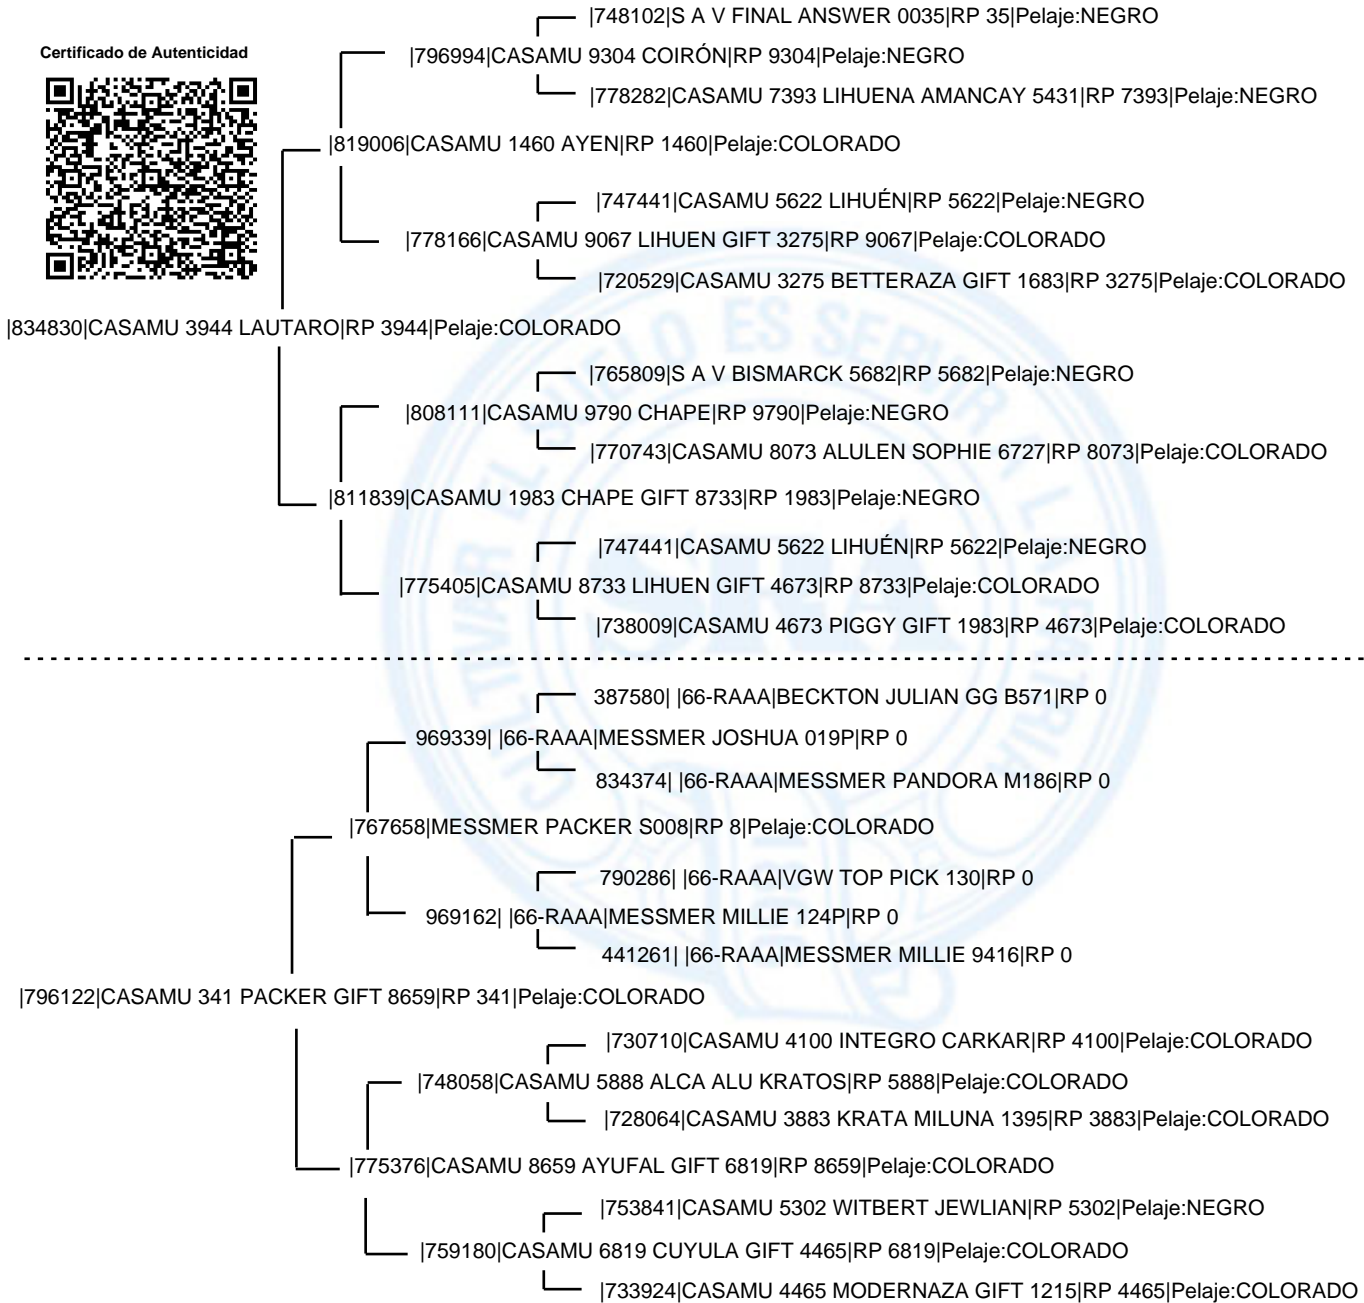 |748102|S A V FINAL ANSWER 0035|RP 35|Pelaje:NEGRO
Certificado de Autenticidad
|796994|CASAMU 9304 COIRÓN|RP 9304|Pelaje:NEGRO
|778282|CASAMU 7393 LIHUENA AMANCAY 5431|RP 7393|Pelaje:NEGRO
|819006|CASAMU 1460 AYEN|RP 1460|Pelaje:COLORADO
|747441|CASAMU 5622 LIHUÉN|RP 5622|Pelaje:NEGRO
|778166|CASAMU 9067 LIHUEN GIFT 3275|RP 9067|Pelaje:COLORADO
|720529|CASAMU 3275 BETTERAZA GIFT 1683|RP 3275|Pelaje:COLORADO
|834830|CASAMU 3944 LAUTARO|RP 3944|Pelaje:COLORADO
|765809|S A V BISMARCK 5682|RP 5682|Pelaje:NEGRO
|808111|CASAMU 9790 CHAPE|RP 9790|Pelaje:NEGRO
|770743|CASAMU 8073 ALULEN SOPHIE 6727|RP 8073|Pelaje:COLORADO
|811839|CASAMU 1983 CHAPE GIFT 8733|RP 1983|Pelaje:NEGRO
|747441|CASAMU 5622 LIHUÉN|RP 5622|Pelaje:NEGRO
|775405|CASAMU 8733 LIHUEN GIFT 4673|RP 8733|Pelaje:COLORADO
|738009|CASAMU 4673 PIGGY GIFT 1983|RP 4673|Pelaje:COLORADO
387580| |66-RAAA|BECKTON JULIAN GG B571|RP 0
969339| |66-RAAA|MESSMER JOSHUA 019P|RP 0
834374| |66-RAAA|MESSMER PANDORA M186|RP 0
|767658|MESSMER PACKER S008|RP 8|Pelaje:COLORADO
790286| |66-RAAA|VGW TOP PICK 130|RP 0
969162| |66-RAAA|MESSMER MILLIE 124P|RP 0
441261| |66-RAAA|MESSMER MILLIE 9416|RP 0
|796122|CASAMU 341 PACKER GIFT 8659|RP 341|Pelaje:COLORADO
|730710|CASAMU 4100 INTEGRO CARKAR|RP 4100|Pelaje:COLORADO
|748058|CASAMU 5888 ALCA ALU KRATOS|RP 5888|Pelaje:COLORADO
|728064|CASAMU 3883 KRATA MILUNA 1395|RP 3883|Pelaje:COLORADO
|775376|CASAMU 8659 AYUFAL GIFT 6819|RP 8659|Pelaje:COLORADO
|753841|CASAMU 5302 WITBERT JEWLIAN|RP 5302|Pelaje:NEGRO
|759180|CASAMU 6819 CUYULA GIFT 4465|RP 6819|Pelaje:COLORADO
|733924|CASAMU 4465 MODERNAZA GIFT 1215|RP 4465|Pelaje:COLORADO
CULTIVAR EL SUELO ES SERVIR A LA PATRIA
SRA